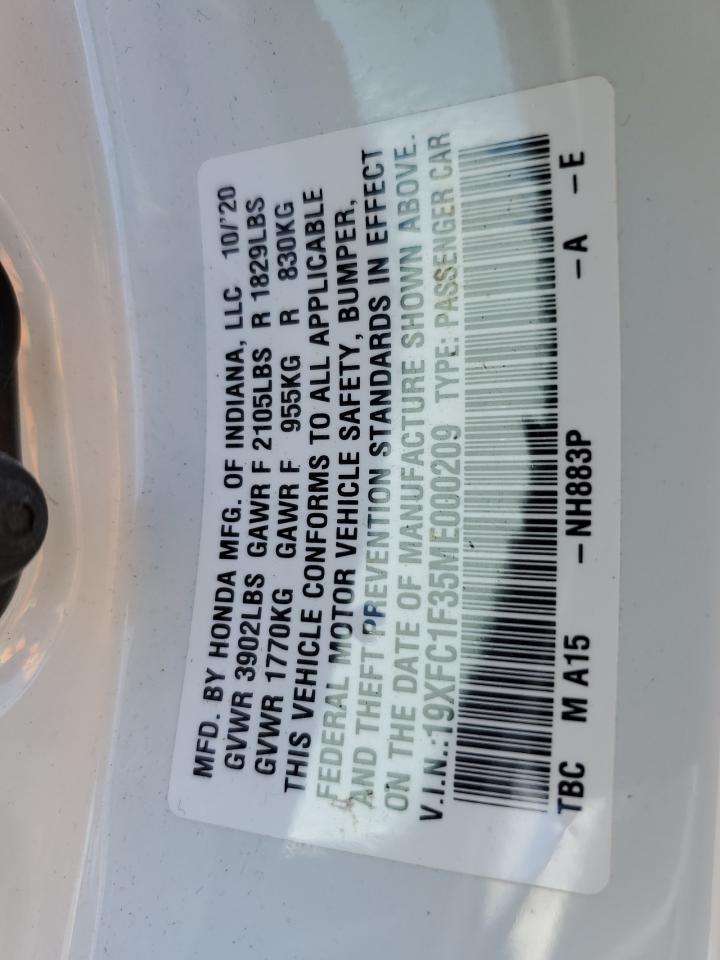 MFD. BY HONDA MFG. OF INDIANA, LLC 10/'20
GVWR 3902LBS GAWR F 2105LBS R 1829LBS
GVWR 1770KG GAWR F 955KG R 830KG
THIS VEHICLE CONFORMS TO ALL APPLICABLE
FEDERAL MOTOR VEHICLE SAFETY, BUMPER,
AND THEFT PREVENTION STANDARDS IN EFFECT
ON THE DATE OF MANUFACTURE SHOWN ABOVE.
V.I.N.:19XFC1F35ME000209 TYPE: PASSENGER CAR
TBC M A15 -NH883P -A -E